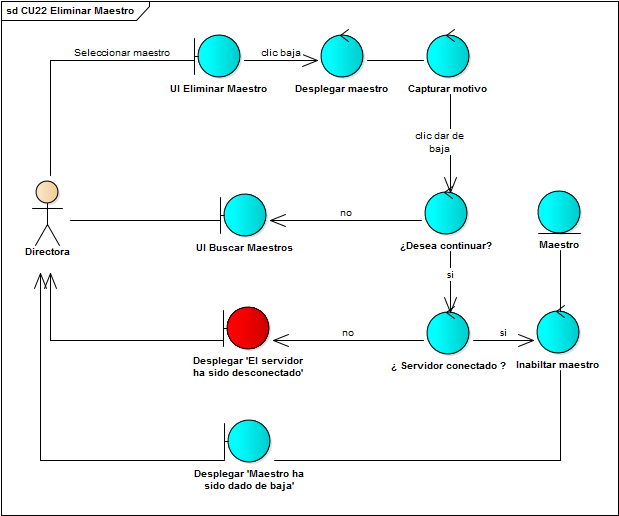 sd CU22 Eliminar Maestro
Seleccionar maestro
clic baja
UI Eliminar Maestro
Desplegar maestro
Capturar motivo
clic dar de
baja
no
Directora
UI Buscar Maestros
¿Desea continuar?
Maestro
si
no
si
Desplegar 'El servidor
ha sido desconectado'
¿ Servidor conectado ?
Inabiltar maestro
Desplegar 'Maestro ha
sido dado de baja'